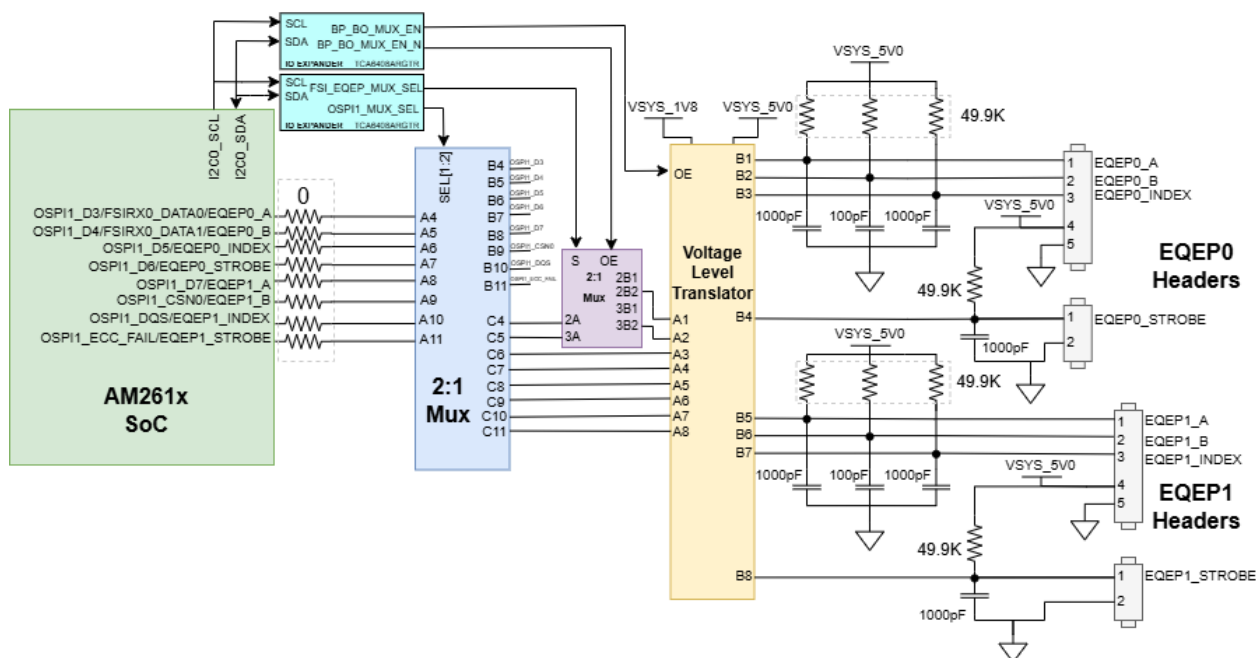 SCL
SDA
BP_BO_MUX_EN
BP_BO_MUX_EN_N
IO EXPANDER
TCA6408ARGTR
SCL
SDA
FSI_EQEP_MUX_SEL
OSPI1_MUX_SEL
IO EXPANDER
TCA6408ARGTR
I2C0_SCL
I2C0_SDA
OSPI1_D3/FSIRX0_DATA0/EQEP0_A
OSPI1_D4/FSIRX0_DATA1/EQEP0_B
OSPI1_D5/EQEP0_INDEX
OSPI1_D6/EQEP0_STROBE
OSPI1_D7/EQEP1_A
OSPI1_CSN0/EQEP1_B
OSPI1_DQS/EQEP1_INDEX
OSPI1_ECC_FAIL/EQEP1_STROBE
AM261x
SoC
0
SEL[1:2]
A4
A5
A6
A7
A8
A9
A10
A11
B4
B5
B6
B7
B8
B9
B10
B11
OSPI1_D3
OSPI1_D4
OSPI1_D5
OSPI1_D6
OSPI1_D7
OSPI1_CSN0
OSPI1_DQS
OSPI1_ECC_FAIL
C4
C5
C6
C7
C8
C9
C10
C11
2:1
Mux
S
OE
2:1
Mux
2B1
2B2
3B1
3B2
2A
3A
VSYS_1V8
VSYS_5V0
OE
Voltage
Level
Translator
A1
A2
A3
A4
A5
A6
A7
A8
B1
B2
B3
B4
B5
B6
B7
B8
VSYS_5V0
49.9K
1000pF
100pF
1000pF
VSYS_5V0
49.9K
1000pF
1
2
3
4
5
EQEP0_A
EQEP0_B
EQEP0_INDEX
EQEP0
Headers
1
2
EQEP0_STROBE
VSYS_5V0
49.9K
1000pF
100pF
1000pF
VSYS_5V0
49.9K
1000pF
1
2
3
4
5
EQEP1_A
EQEP1_B
EQEP1_INDEX
EQEP1
Headers
1
2
EQEP1_STROBE